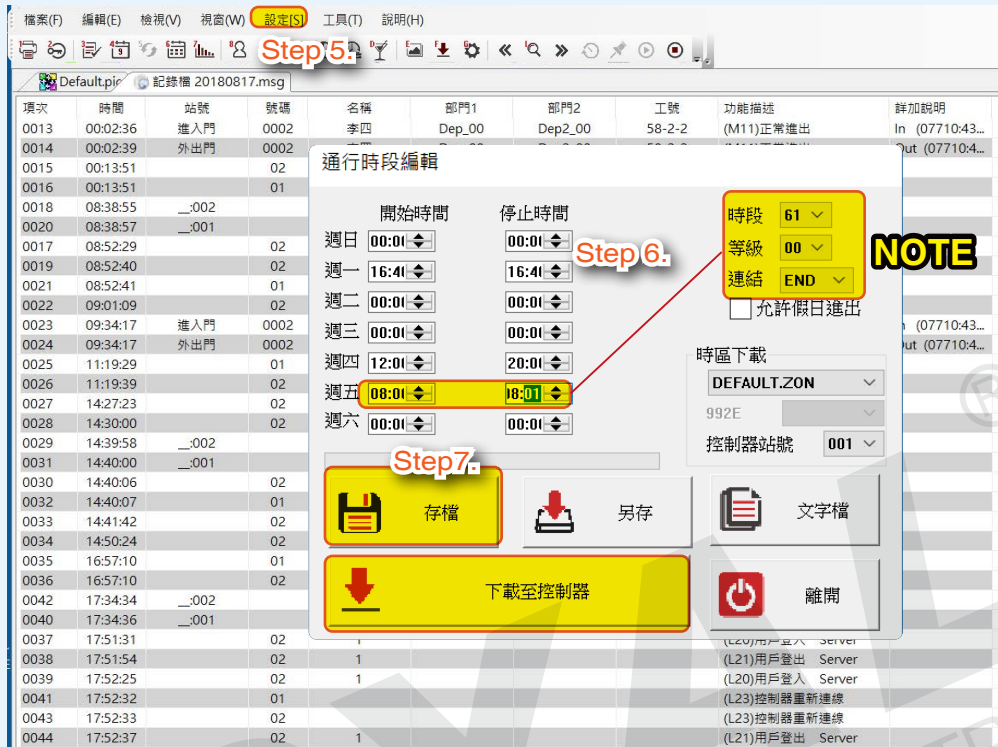 檔案(F) 編輯(E) 檢視(V) 視窗(W) 設定[S] 工具(T) 說明(H)
Step 5.
Default.pic 記錄檔 20180817.msg
項次 時間 站號 號碼 名稱 部門1 部門2 工號 功能描述 詳加說明
0013 00:02:36 進入門 0002 李四 Dep_00 Dep2_00 58-2-2 (M11)正常進出 In (07710:43...
0014 00:02:39 外出門 0002
0015 00:13:51 02
0016 00:13:51 01
0018 08:38:55 __:002
0020 08:38:57 __:001
0017 08:52:29 02
0019 08:52:40 02
0021 08:52:41 01
0022 09:01:09 02
0023 09:34:17 進入門 0002 (07710:43...
0024 09:34:17 外出門 0002 (07710:4...
0025 11:19:29 01
0026 11:19:39 02
0027 14:27:23 02
0028 14:30:00 02
0029 14:39:58 __:002
0031 14:40:00 __:001
0030 14:40:06 02
0032 14:40:07 01
0033 14:41:42 02
0034 14:50:24 02
0035 16:57:10 01
0036 16:57:10 02
0042 17:34:34 __:002
0040 17:34:36 __:001
0037 17:51:31 02 1 (L20)用戶登入 Server
0038 17:51:54 02 1 (L21)用戶登出 Server
0039 17:52:25 02 1 (L20)用戶登入 Server
0041 17:52:32 01 (L23)控制器重新連線
0043 17:52:33 02 (L23)控制器重新連線
0044 17:52:37 02 1 (L21)用戶登出 Server
通行時段編輯
開始時間 停止時間
週日 00:0 00:0
週一 16:4 16:4
週二 00:0 00:0
週三 00:0 00:0
週四 12:0 20:0
週五 08:0 8:01
週六 00:0 00:0
Step 6.
時段 61
等級 00
連結 END
NOTE
允許假日進出
時區下載
DEFAULT.ZON
992E
控制器站號 001
Step7.
存檔 另存 文字檔
下載至控制器 離開